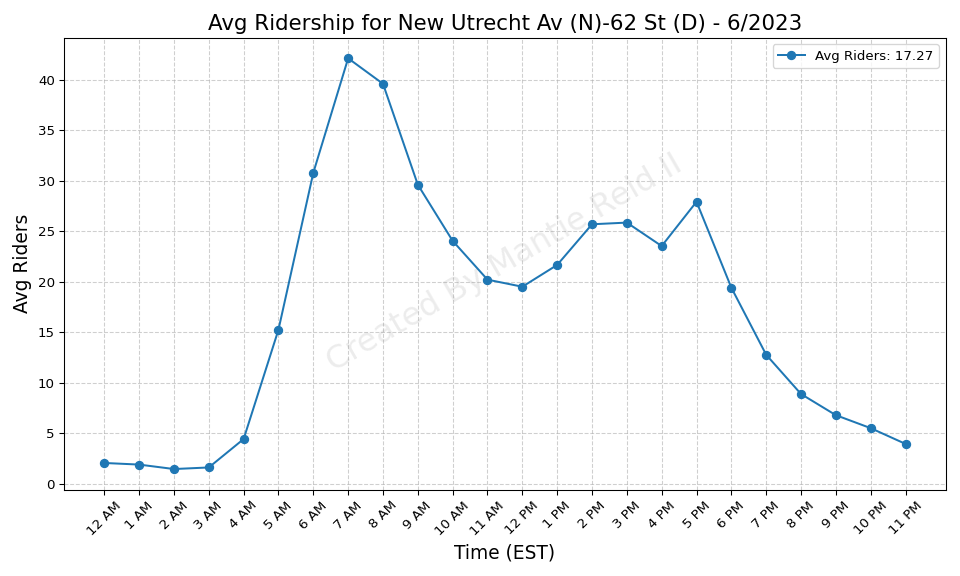 Avg Ridership for New Utrecht Av (N)-62 St (D) - 6/2023
Avg Riders: 17.27
Avg Riders
40
35
30
25
20
15
10
5
0
Created By Mantie Reid II
12 AM
1 AM
2 AM
3 AM
4 AM
5 AM
6 AM
7 AM
8 AM
9 AM
10 AM
11 AM
12 PM
1 PM
2 PM
3 PM
4 PM
5 PM
6 PM
7 PM
8 PM
9 PM
10 PM
11 PM
Time (EST)